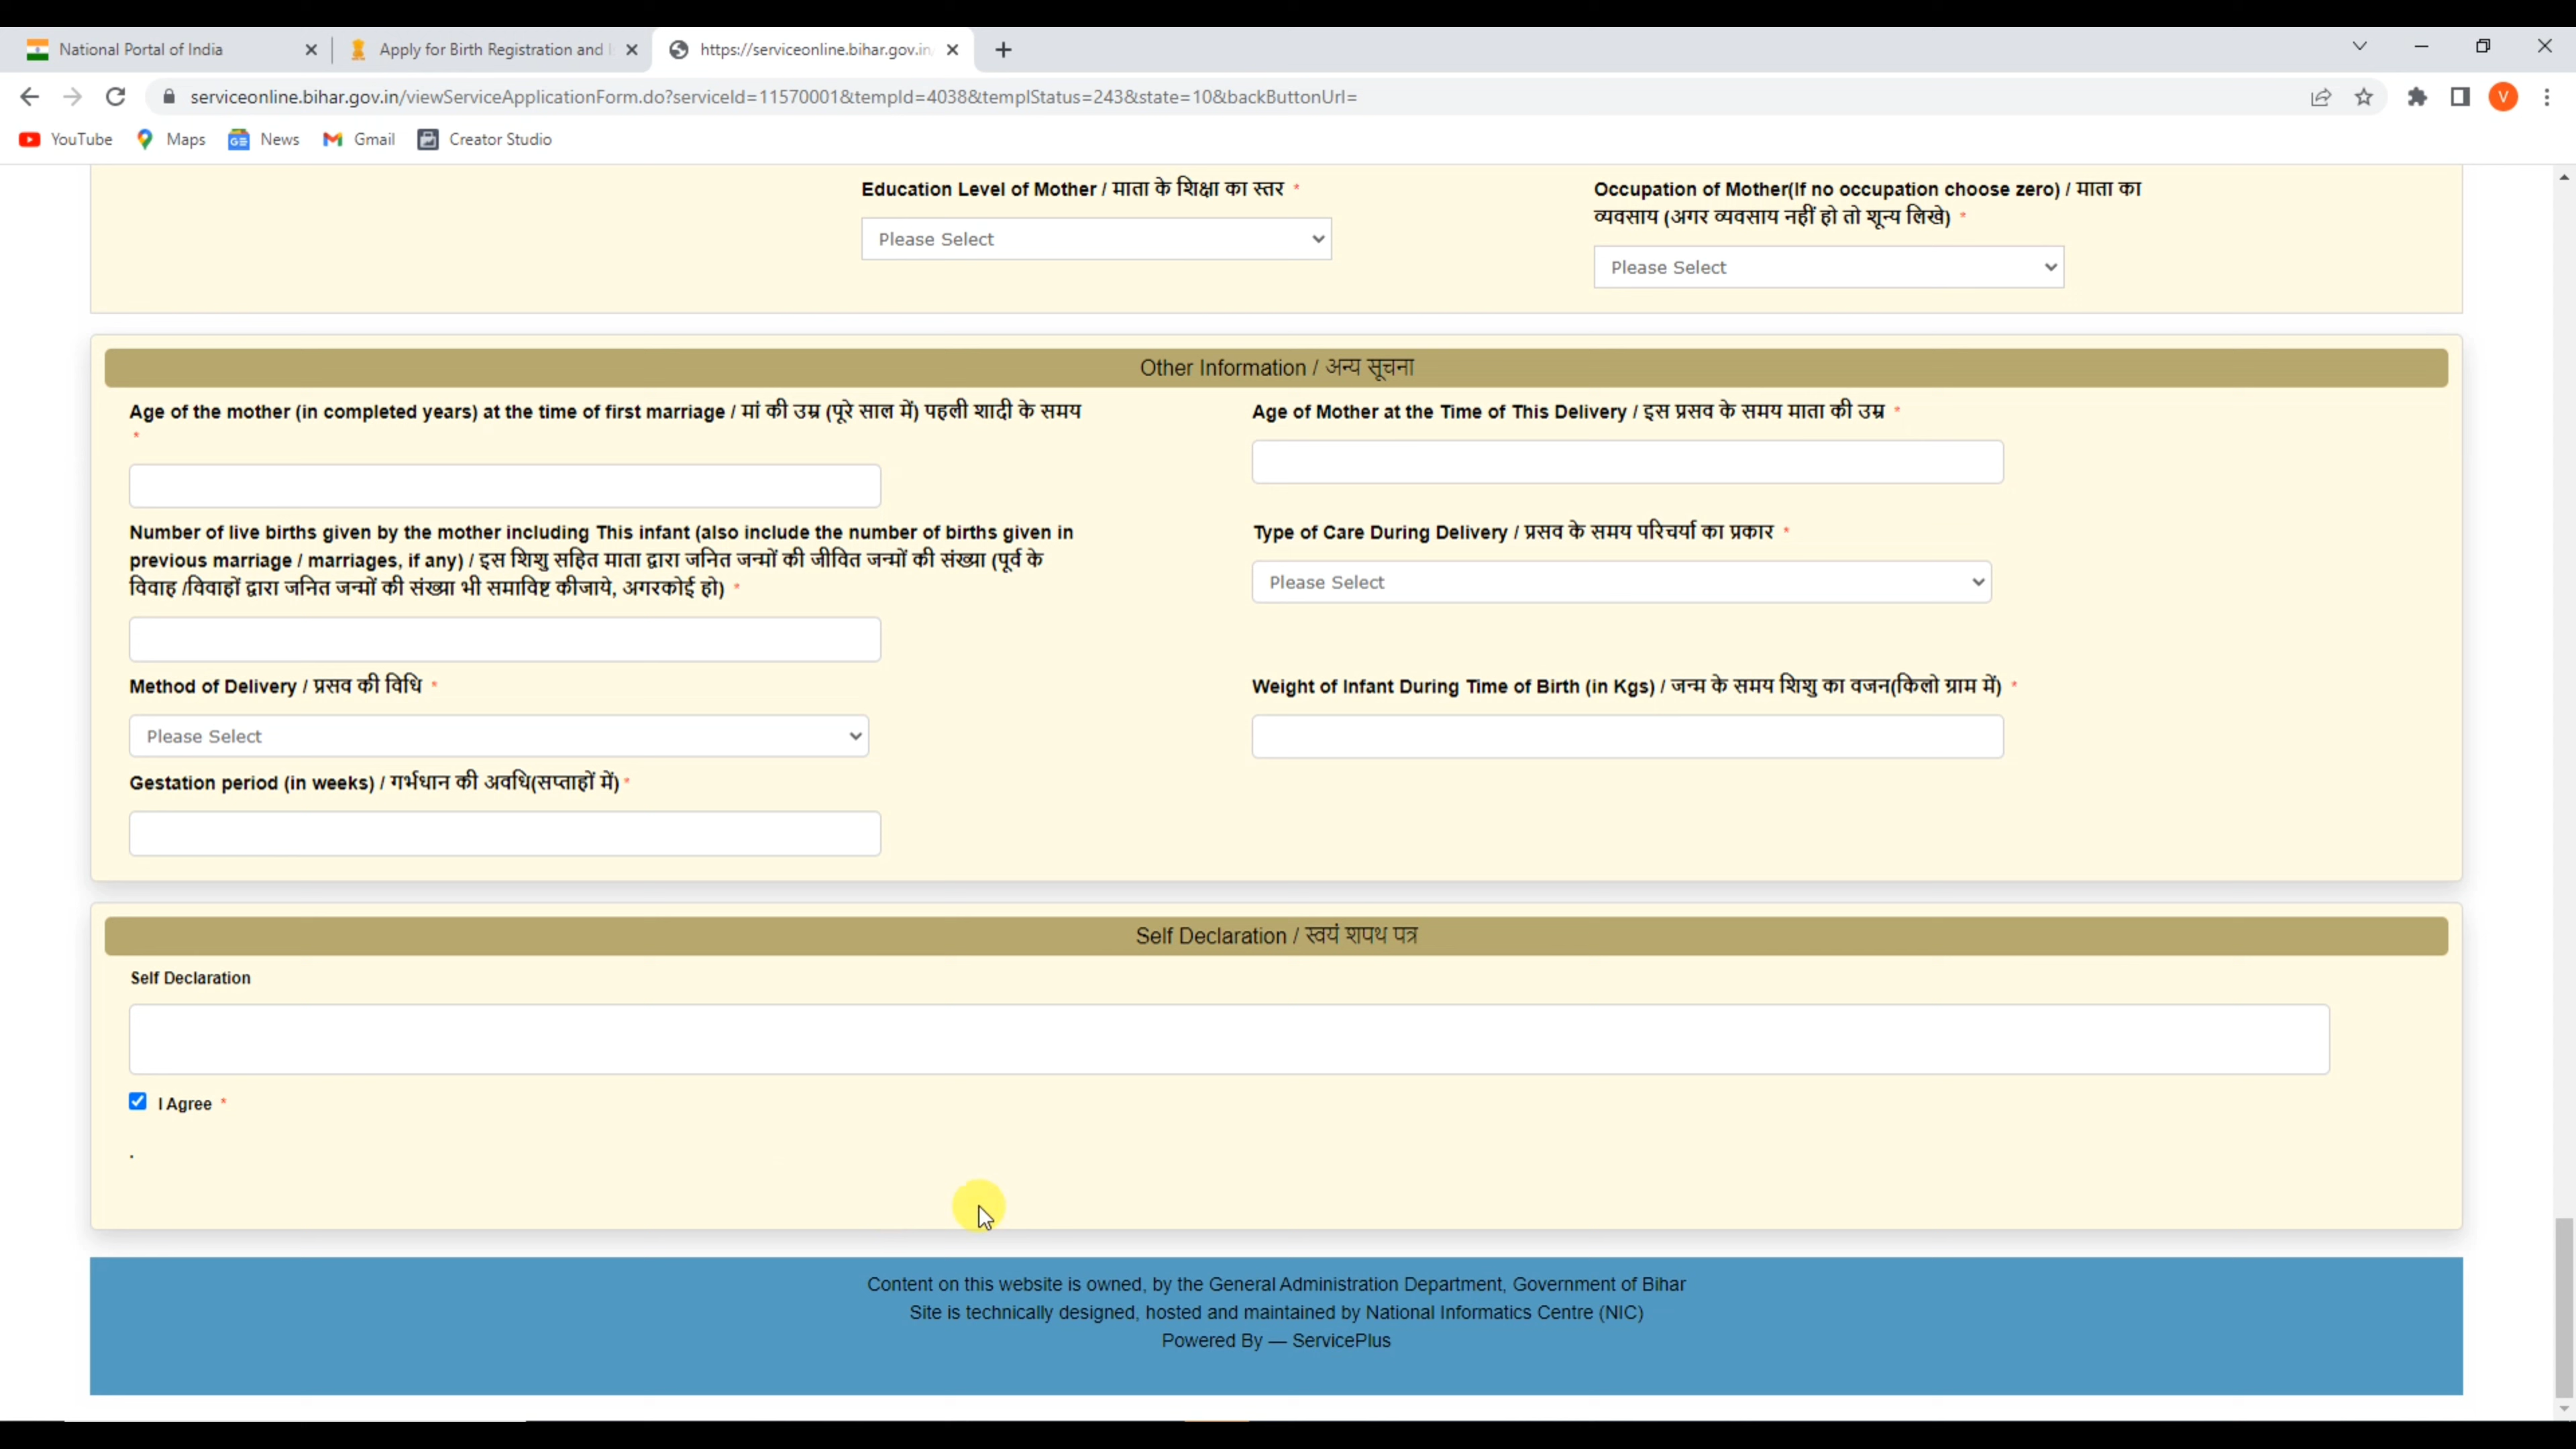 National Portal of India
Apply for Birth Registration and
https://serviceonline.bihar.gov.in/
serviceonline.bihar.gov.in/viewServiceApplicationForm.do?serviceId=11570001&tempId=4038&templStatus=243&state=10&backButtonUrl=
V
YouTube
Maps
News
Gmail
Creator Studio
Education Level of Mother / माता के शिक्षा का स्तर *
Occupation of Mother(If no occupation choose zero) / माता का
व्यवसाय (अगर व्यवसाय नहीं हो तो शून्य लिखे) *
Please Select
Please Select
Other Information / अन्य सूचना
Age of the mother (in completed years) at the time of first marriage / मां की उम्र (पूरे साल में) पहली शादी के समय
*
Age of Mother at the Time of This Delivery / इस प्रसव के समय माता की उम्र *
Number of live births given by the mother including This infant (also include the number of births given in
previous marriage / marriages, if any) / इस शिशु सहित माता द्वारा जनित जन्मों की जीवित जन्मों की संख्या (पूर्व के
विवाह /विवाहों द्वारा जनित जन्मों की संख्या भी समाविष्ट कीजाये, अगरकोई हो) *
Type of Care During Delivery / प्रसव के समय परिचर्या का प्रकार *
Please Select
Method of Delivery / प्रसव की विधि *
Please Select
Weight of Infant During Time of Birth (in Kgs) / जन्म के समय शिशु का वजन(किलो ग्राम में) *
Gestation period (in weeks) / गर्भधान की अवधि(सप्ताहों में) *
Self Declaration / स्वयं शपथ पत्र
Self Declaration
I Agree *
.
Content on this website is owned, by the General Administration Department, Government of Bihar
Site is technically designed, hosted and maintained by National Informatics Centre (NIC)
Powered By — ServicePlus